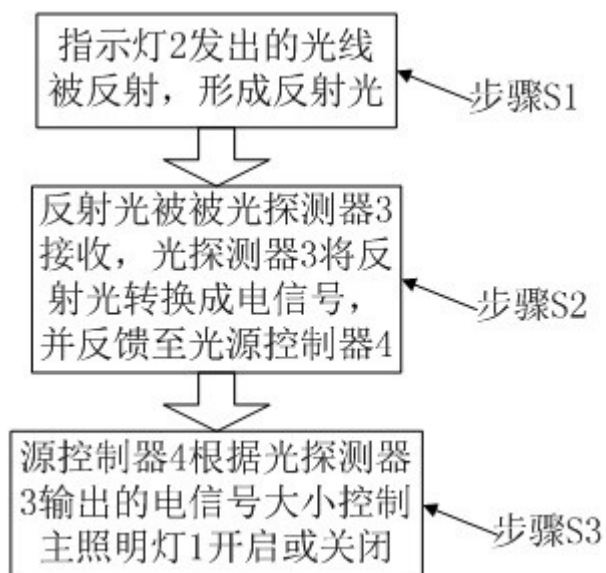 指示灯2发出的光线
被反射，形成反射光
步骤S1
反射光被被光探测器3
接收，光探测器3将反
射光转换成电信号，
并反馈至光源控制器4
步骤S2
源控制器4根据光探测器
3输出的电信号大小控制
主照明灯1开启或关闭
步骤S3